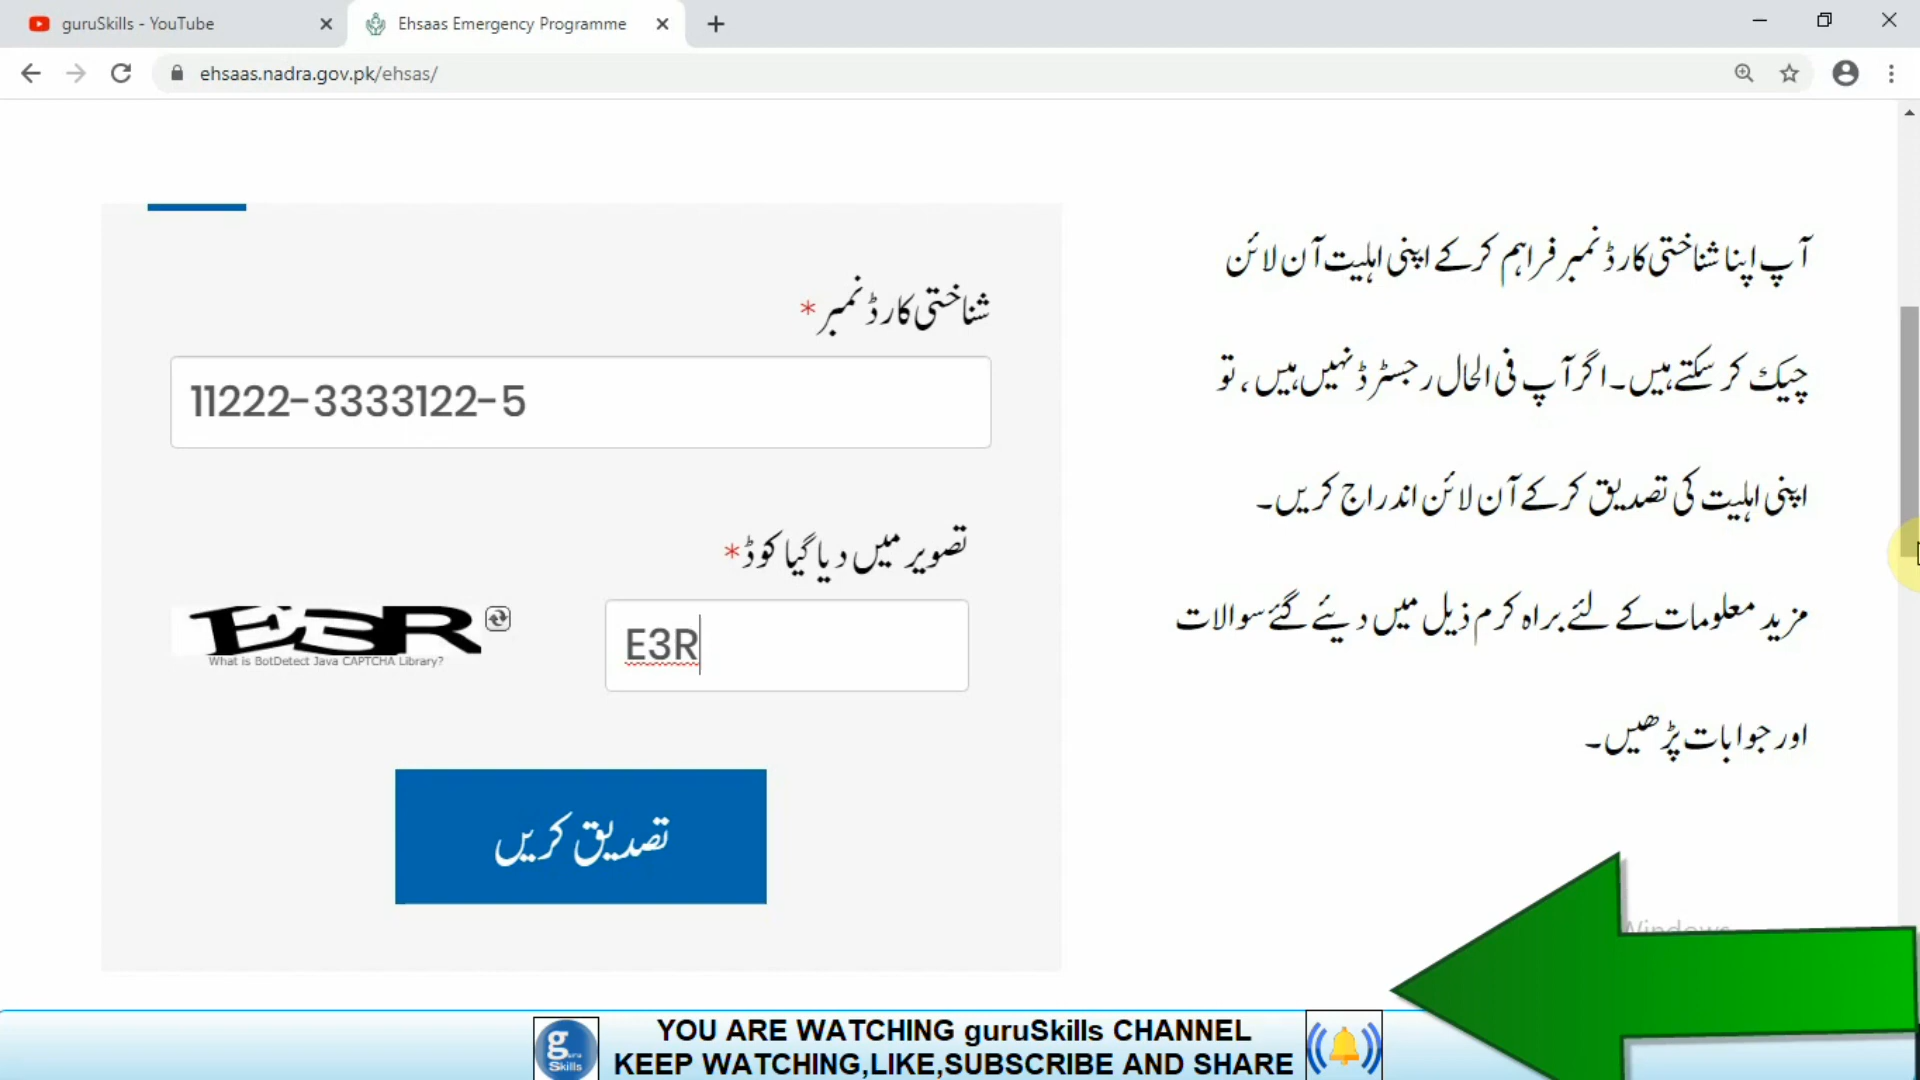 guruSkills - YouTube
Ehsaas Emergency Programme
ehsaas.nadra.gov.pk/ehsas/
شناختی کارڈ نمبر *
11222-3333122-5
تصویر میں دیا گیا کوڈ*
E3R
What is BotDetect Java CAPTCHA Library?
E3R
تصدیق کریں
آپ اپنا شناختی کارڈ نمبر فراہم کرکے اپنی اہلیت آن لائن
چیک کر سکتے ہیں۔ اگر آپ فی الحال رجسٹرڈ نہیں ہیں، تو
اپنی اہلیت کی تصدیق کرکے آن لائن اندراج کریں۔
مزید معلومات کے لئے براہ کرم ذیل میں دیئے گئے سوالات
اور جوابات پڑھیں۔
Windows
g
uru
Skills
YOU ARE WATCHING guruSkills CHANNEL
KEEP WATCHING,LIKE,SUBSCRIBE AND SHARE